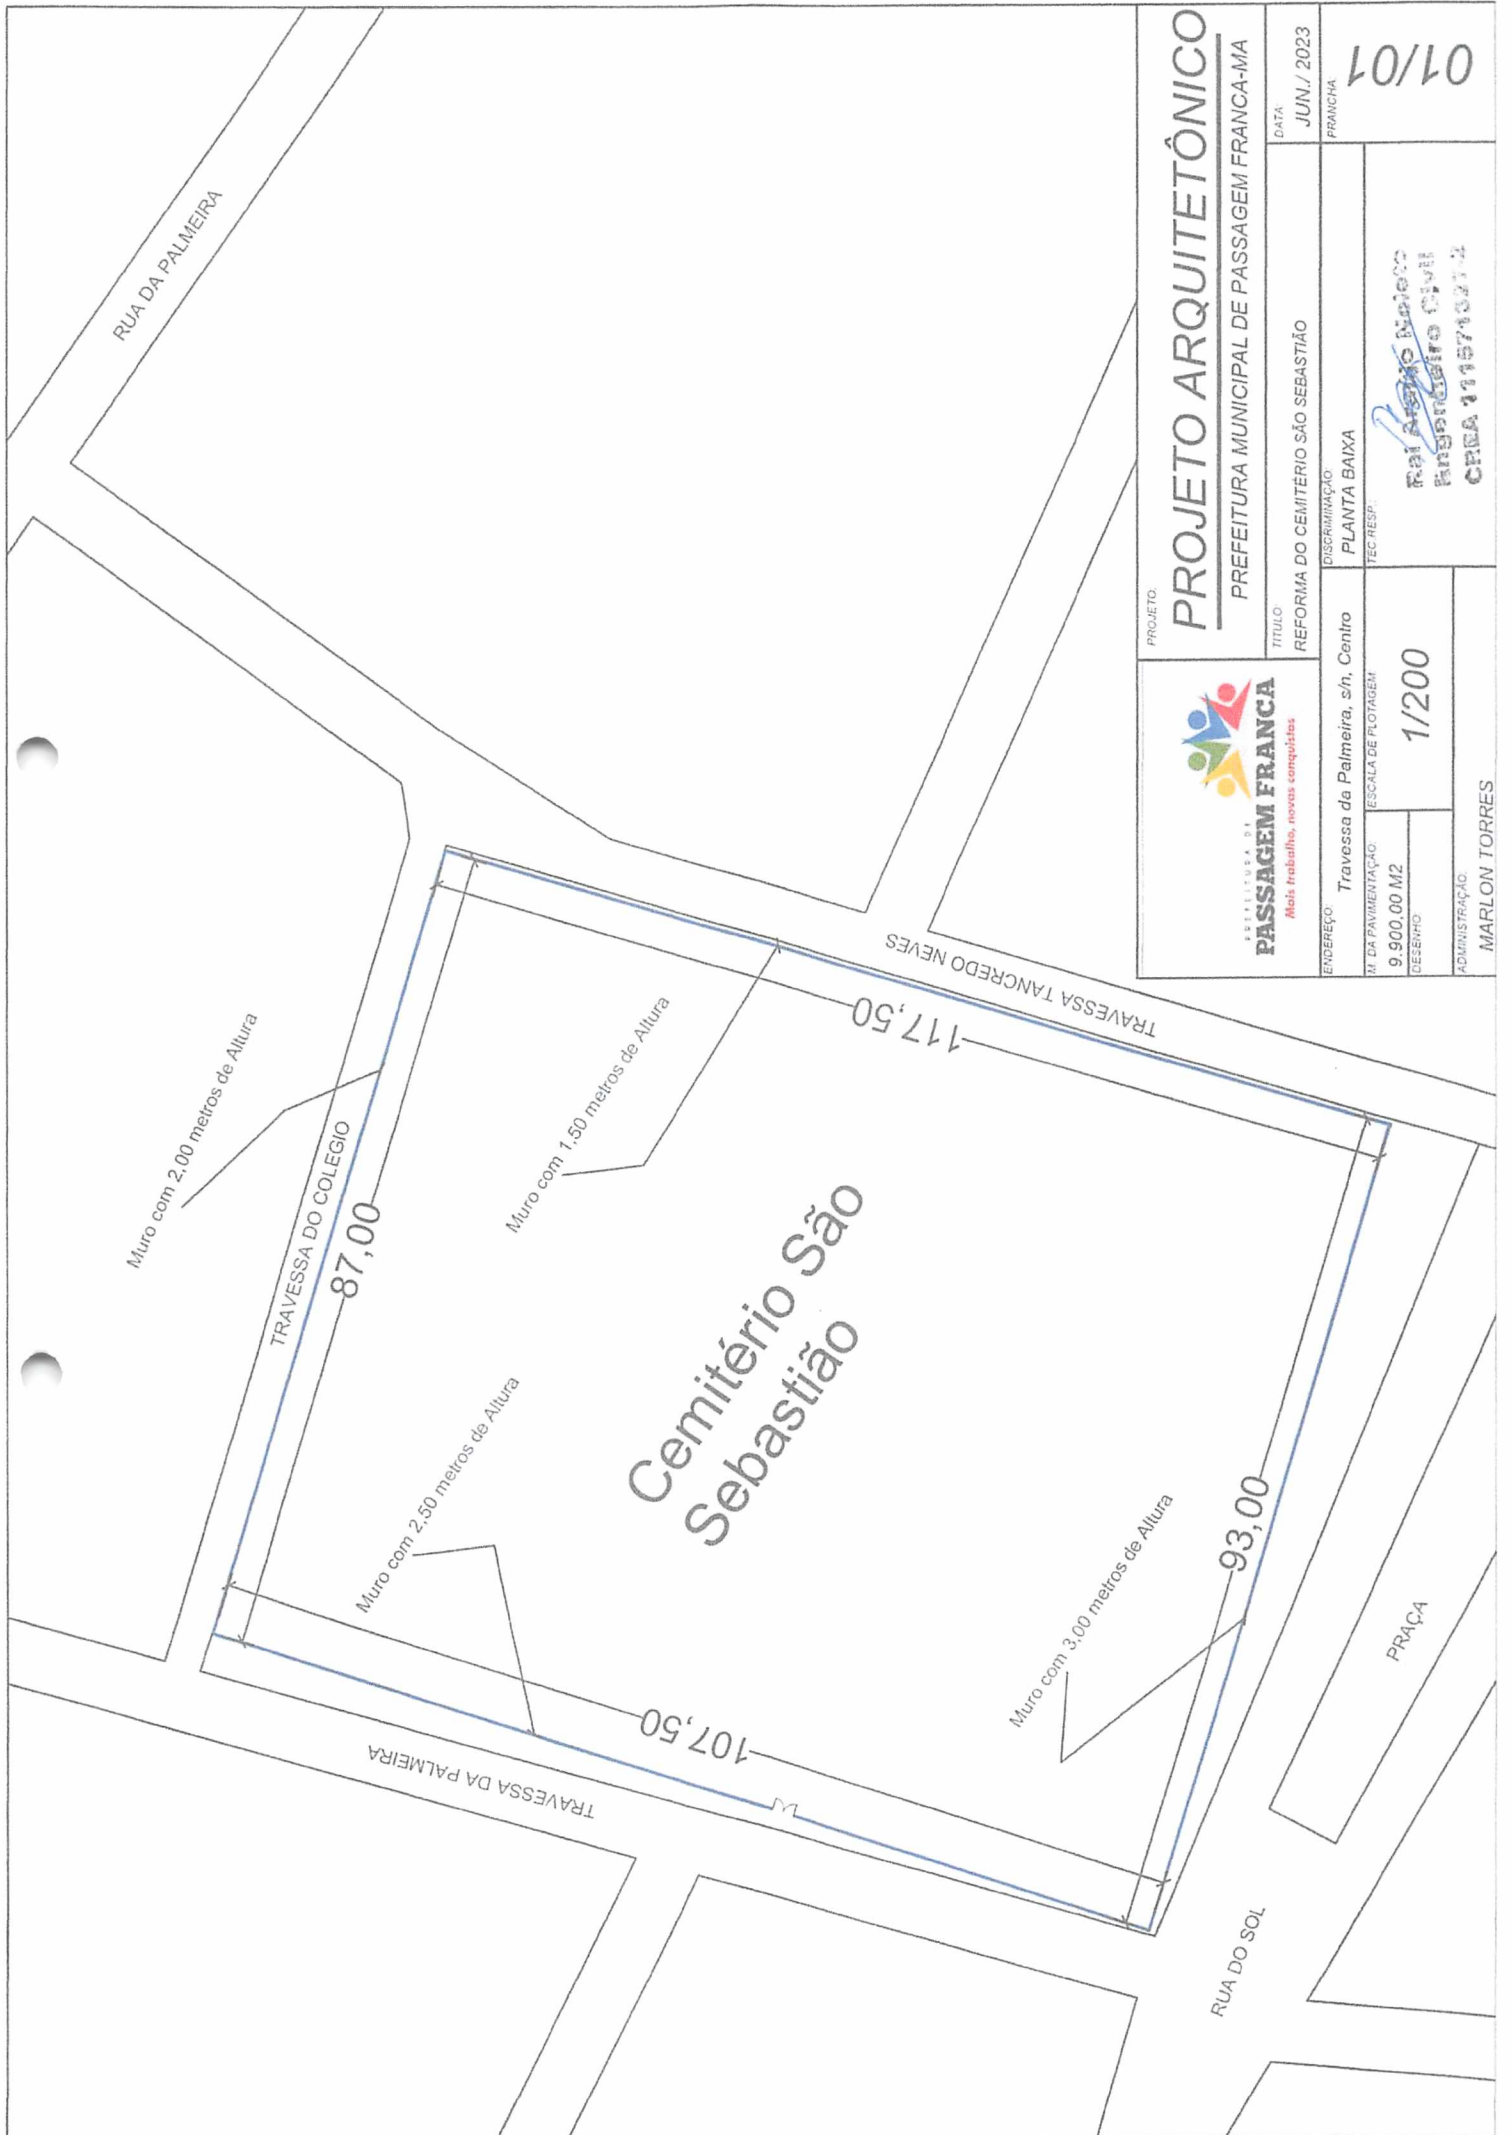 RUA DA PALMEIRA
Muro com 2,00 metros de Altura
TRAVESSA DO COLEGIO
87,00
Muro com 1,50 metros de Altura
117,50
TRAVESSA TANCREDO NEVES
Muro com 2,50 metros de Altura
Cemitério São
Sebastião
107,50
TRAVESSA DA PALMEIRA
Muro com 3,00 metros de Altura
93,00
PRAÇA
RUA DO SOL
PREFEITURA DE
PASSAGEM FRANCA
Mais trabalho, novas conquistas
PROJETO:
PROJETO ARQUITETÔNICO
PREFEITURA MUNICIPAL DE PASSAGEM FRANCA-MA
TITULO:
REFORMA DO CEMITÉRIO SÃO SEBASTIÃO
DATA:
JUN./ 2023
ENDEREÇO:
Travessa da Palmeira, s/n, Centro
DISCRIMINAÇÃO:
PLANTA BAIXA
PRANCHA:
01/01
M. DA PAVIMENTAÇÃO:
9.900,00 M2
ESCALA DE PLOTAGEM:
1/200
DESENHO:
TEC.RESP.:
Engenheiro Civil
CREA
ADMINISTRAÇÃO:
MARLON TORRES